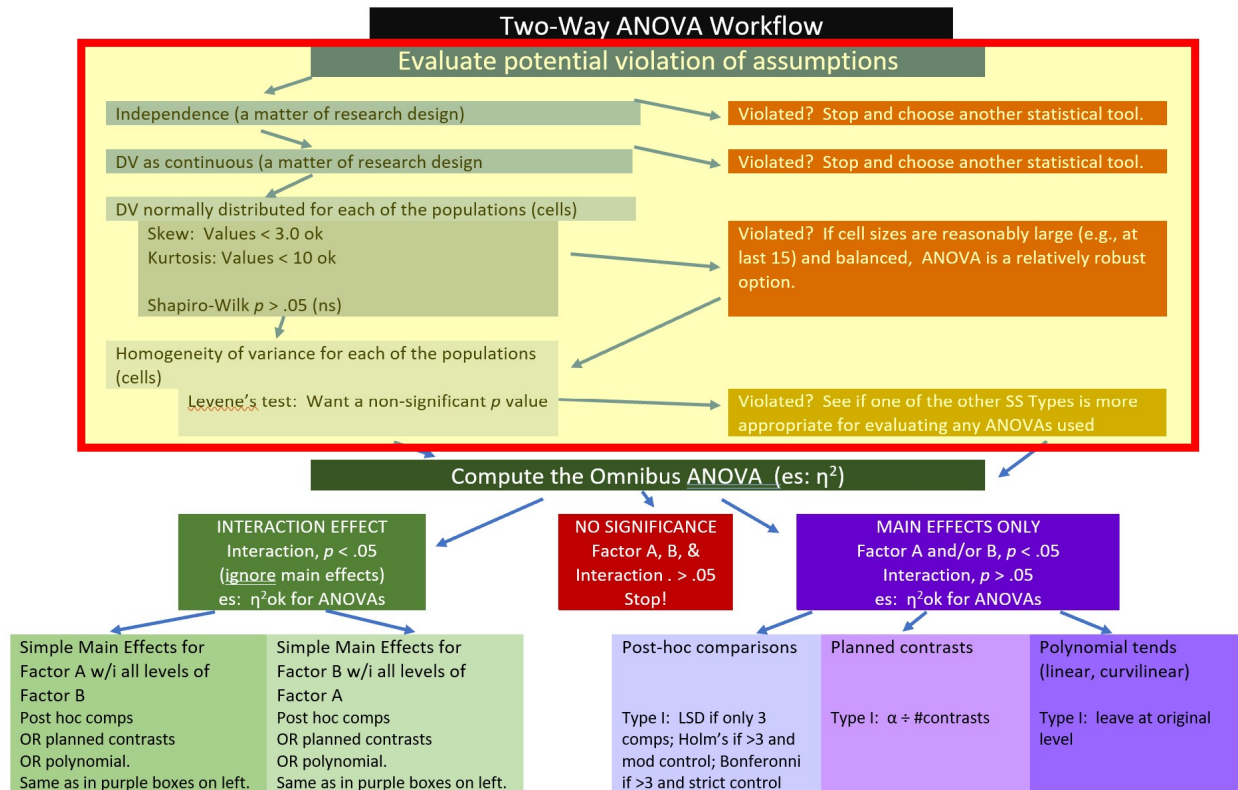 Two-Way ANOVA Workflow
Evaluate potential violation of assumptions
Independence (a matter of research design)
Violated?  Stop and choose another statistical tool.
DV as continuous (a matter of research design
Violated?  Stop and choose another statistical tool.
DV normally distributed for each of the populations (cells)
Skew:  Values < 3.0 ok
Kurtosis: Values < 10 ok
Shapiro-Wilk p > .05 (ns)
Violated?  If cell sizes are reasonably large (e.g., at
last 15) and balanced,  ANOVA is a relatively robust
option.
Homogeneity of variance for each of the populations
(cells)
Levene's test:  Want a non-significant p value
Violated?  See if one of the other SS Types is more
appropriate for evaluating any ANOVAs used
Compute the Omnibus ANOVA  (es: η²)
INTERACTION EFFECT
Interaction, p < .05
(ignore main effects)
es:  η²ok for ANOVAs
NO SIGNIFICANCE
Factor A, B, &
Interaction . > .05
Stop!
MAIN EFFECTS ONLY
Factor A and/or B, p < .05
Interaction, p > .05
es:  η²ok for ANOVAs
Simple Main Effects for
Factor A w/i all levels of
Factor B
Post hoc comps
OR planned contrasts
OR polynomial.
Same as in purple boxes on left.
Simple Main Effects for
Factor B w/i all levels of
Factor A
Post hoc comps
OR planned contrasts
OR polynomial.
Same as in purple boxes on left.
Post-hoc comparisons
Type I:  LSD if only 3
comps; Holm's if >3 and
mod control; Bonferonni
if >3 and strict control
Planned contrasts
Type I:  α ÷ #contrasts
Polynomial tends
(linear, curvilinear)
Type I:  leave at original
level